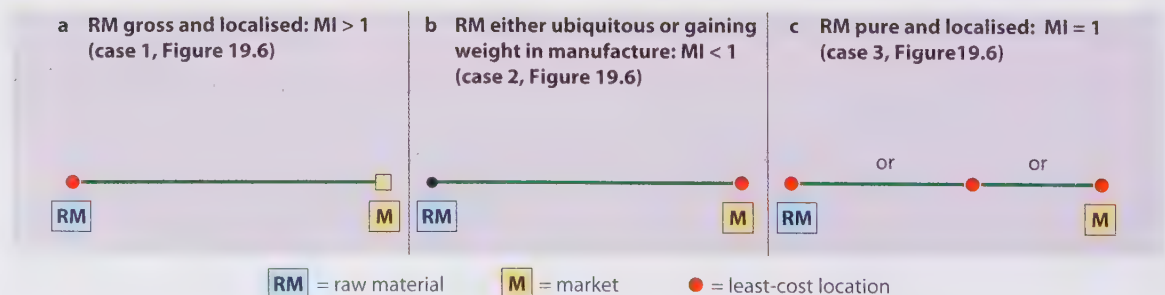 a RM gross and localised: MI > 1
(case 1, Figure 19.6)
RM
M
b RM either ubiquitous or gaining
weight in manufacture: MI < 1
(case 2, Figure 19.6)
RM
M
c RM pure and localised: MI = 1
(case 3, Figure19.6)
or or
RM
M
RM = raw material M = market = least-cost location